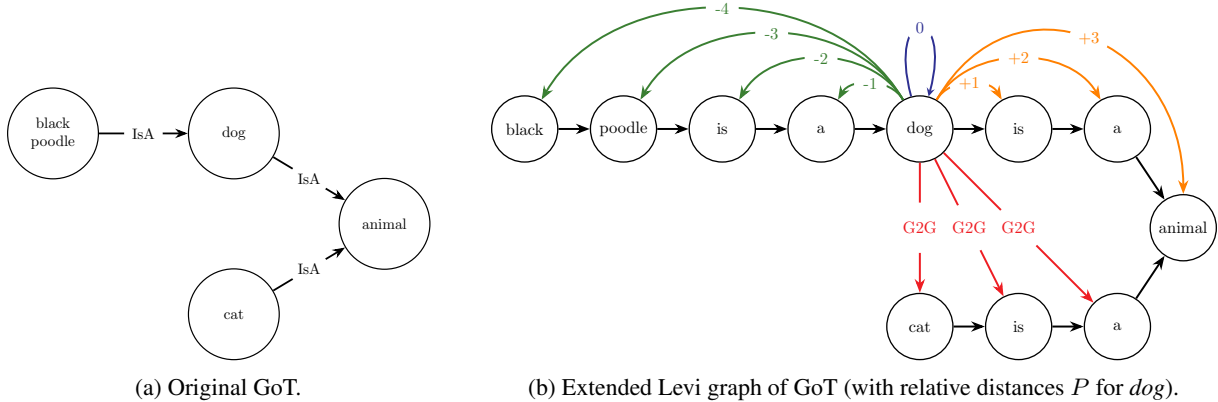 black
poodle
IsA
dog
IsA
animal
IsA
cat
(a) Original GoT.
-4
-3
-2
-1
0
+1
+2
+3
black
poodle
is
a
dog
is
a
animal
G2G
G2G
G2G
cat
is
a
(b) Extended Levi graph of GoT (with relative distances P for dog).